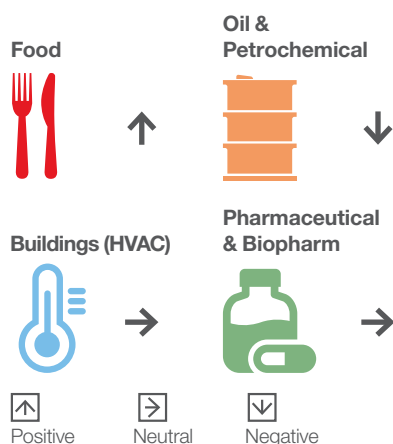 Food
Oil &
Petrochemical
Buildings (HVAC)
Pharmaceutical
& Biopharm
Positive
Neutral
Negative